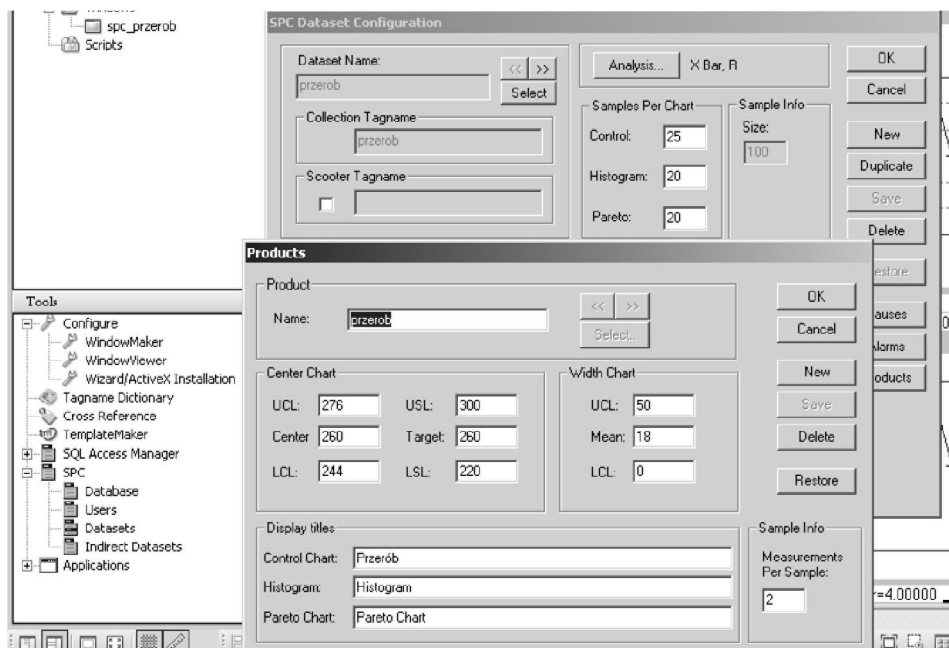 spc_przerob
Scripts
SPC Dataset Configuration
Dataset Name:
przerob
<< >>
Select
Collection Tagname
przerob
Scooter Tagname
Analysis...
X Bar, R
Samples Per Chart
Control: 25
Histogram: 20
Pareto: 20
Sample Info
Size:
100
OK
Cancel
New
Duplicate
Save
Delete
estore
auses
Alarms
oducts
Products
Product
Name: przerob
<< >>
Select..
OK
Cancel
New
Save
Delete
Restore
Center Chart
UCL: 276 USL: 300
Center 260 Target: 260
LCL: 244 LSL: 220
Width Chart
UCL: 50
Mean: 18
LCL: 0
Display titles
Control Chart: Przerób
Histogram: Histogram
Pareto Chart: Pareto Chart
Sample Info
Measurements
Per Sample:
2
r=4.00000
Tools
Configure
WindowMaker
WindowViewer
Wizard/ActiveX Installation
Tagname Dictionary
Cross Reference
TemplateMaker
SQL Access Manager
SPC
Database
Users
Datasets
Indirect Datasets
Applications